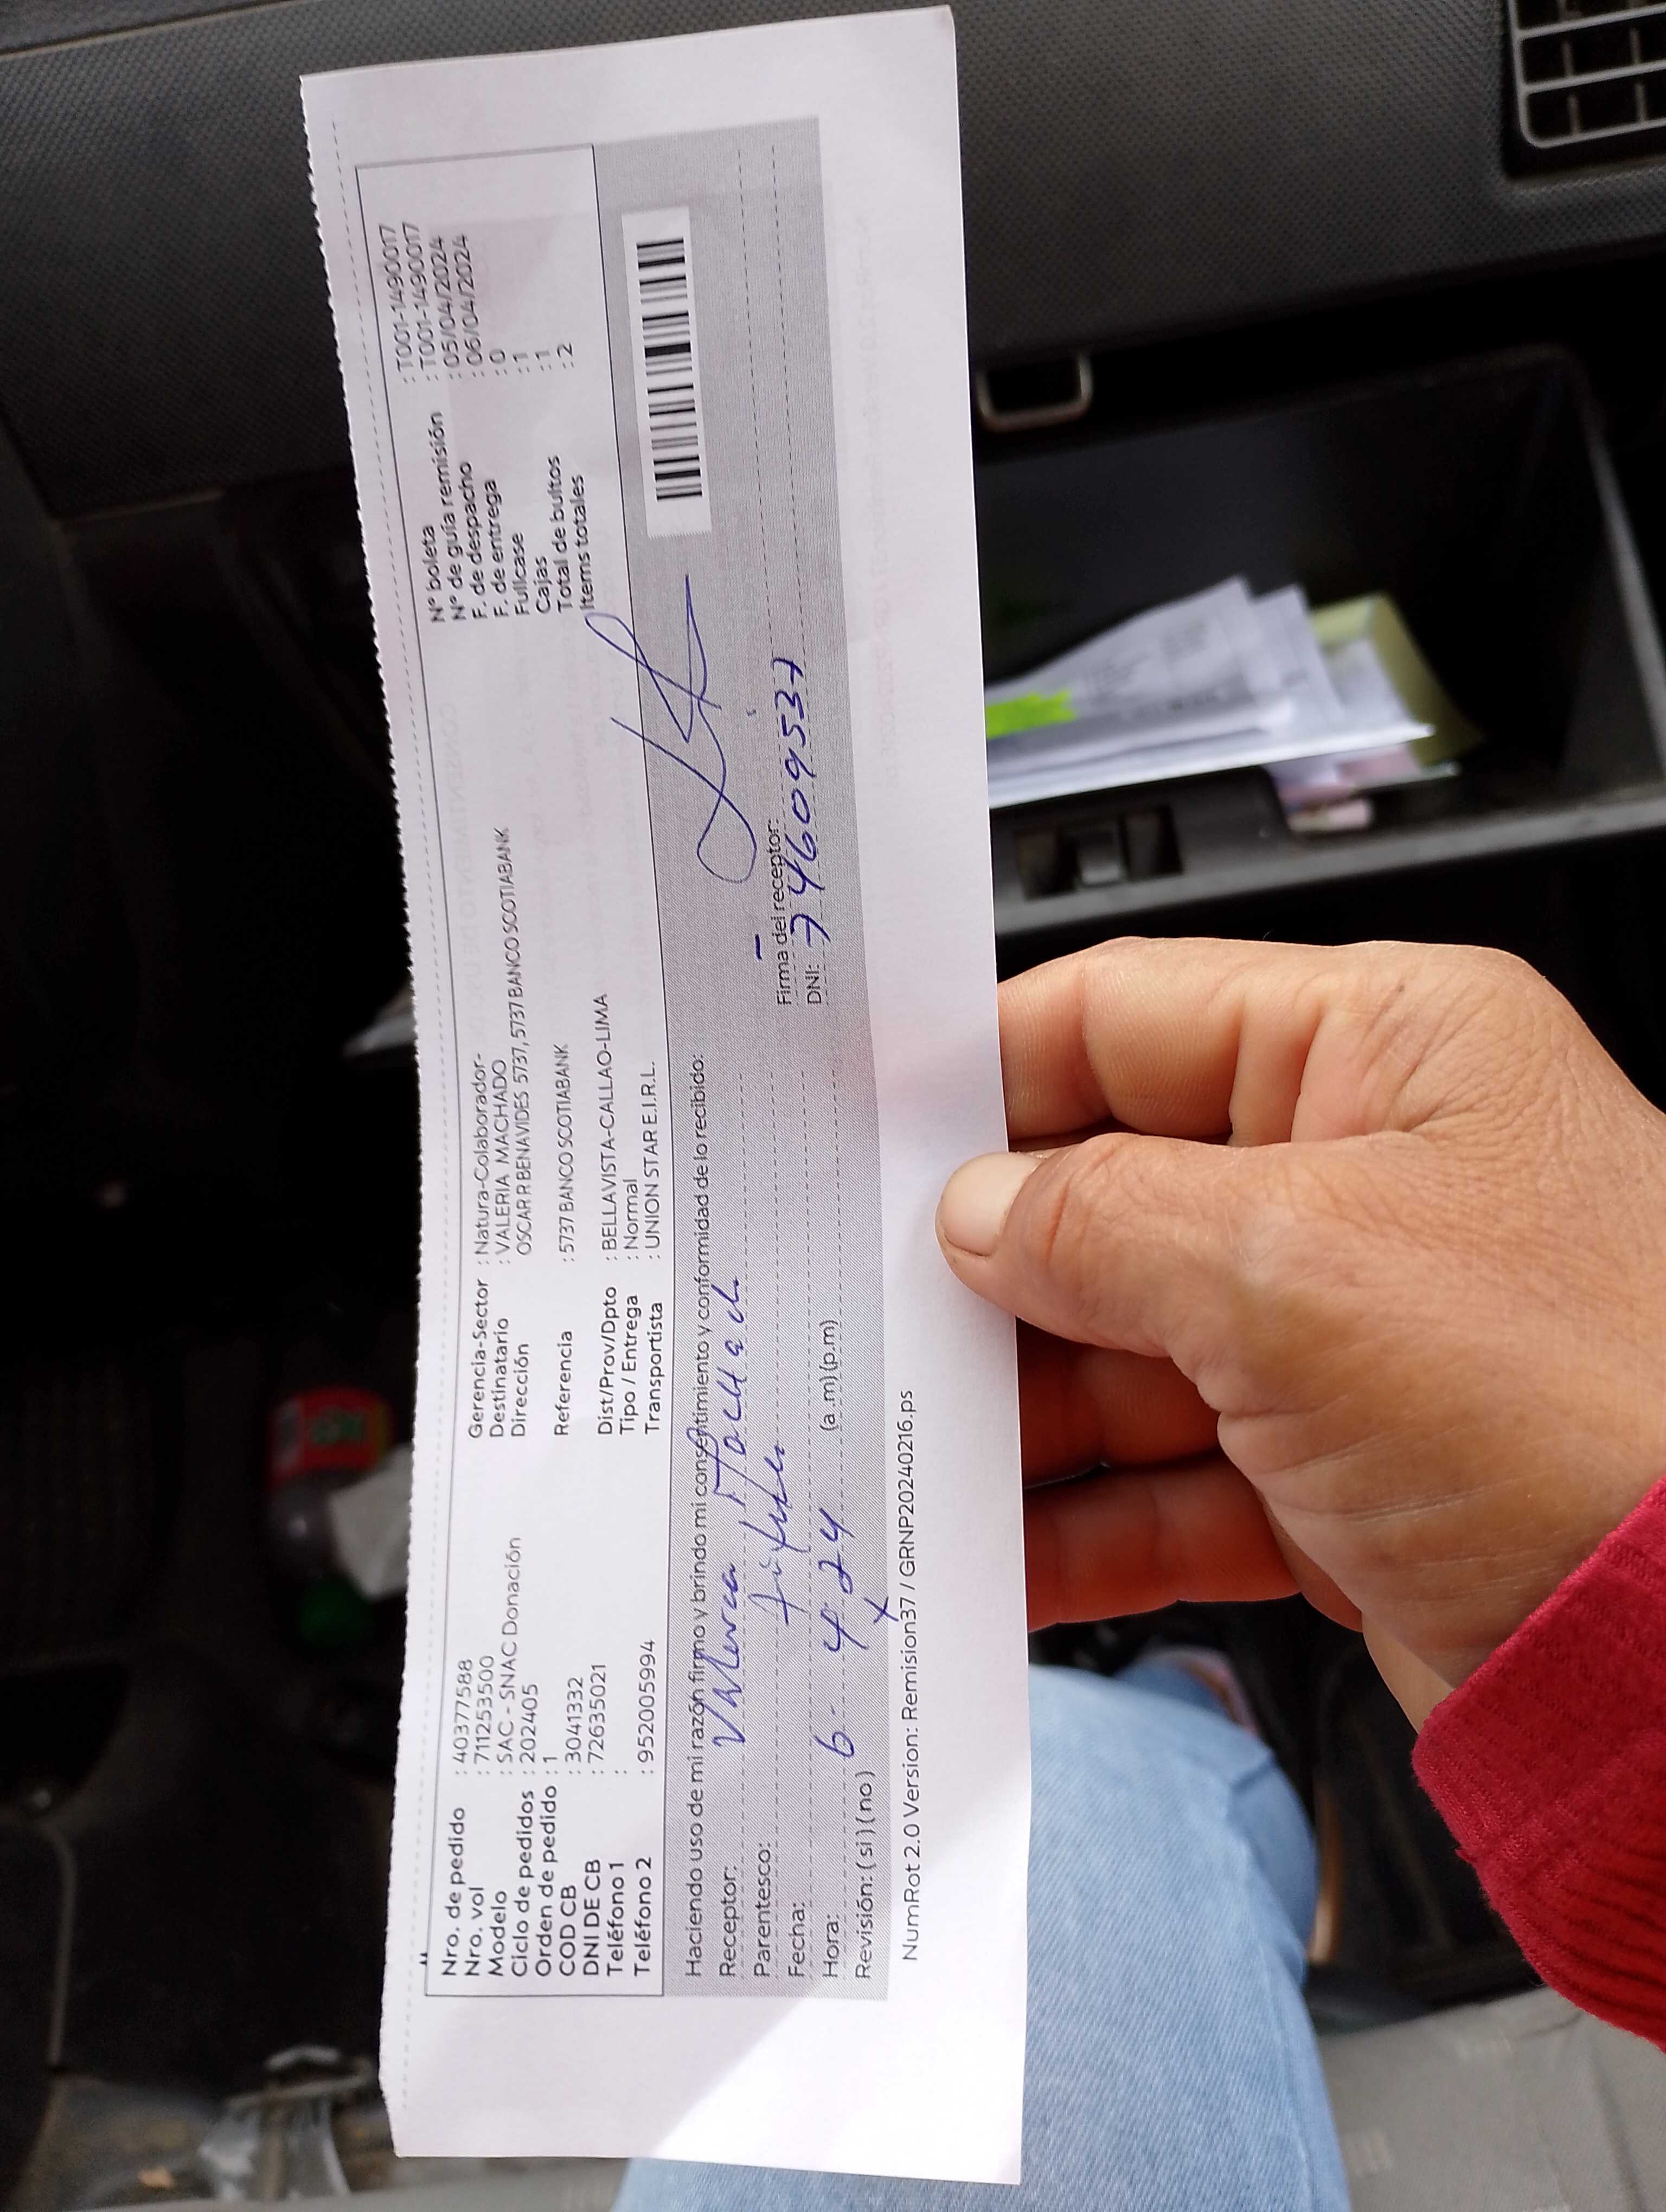 Nro. de pedido : 40377588
Nro. vol : 711253500
Modelo : SAC - SNAC Donación
Ciclo de pedidos : 202405
Orden de pedido : 1
COD CB : 3041332
DNI DE CB : 72635021
Teléfono 1 :
Teléfono 2 : 952005994
Gerencia-Sector : Natura-Colaborador-
Destinatario : VALERIA MACHADO
Dirección OSCAR R BENAVIDES 5737, 5737 BANCO SCOTIABANK
Referencia : 5737 BANCO SCOTIABANK
Dist/Prov/Dpto : BELLAVISTA-CALLAO-LIMA
Tipo / Entrega : Normal
Transportista : UNION STAR E.I.R.L.
Nº boleta : T001-1490017
Nº de guía remisión : T001-1490017
F. de despacho : 05/04/2024
F. de entrega : 06/04/2024
Fullcase : 0
Cajas : 1
Total de bultos : 1
Items totales : 2
Haciendo uso de mi razón firmo y brindo mi consentimiento y conformidad de lo recibido:
Receptor:
Parentesco:
Fecha: 6- 4 24
Hora: (a.m)(p.m)
Revisión: (si) (no) X
Firma del receptor:
DNI: 74609537
NumRot 2.0 Version: Remision37 / GRNP20240216.ps